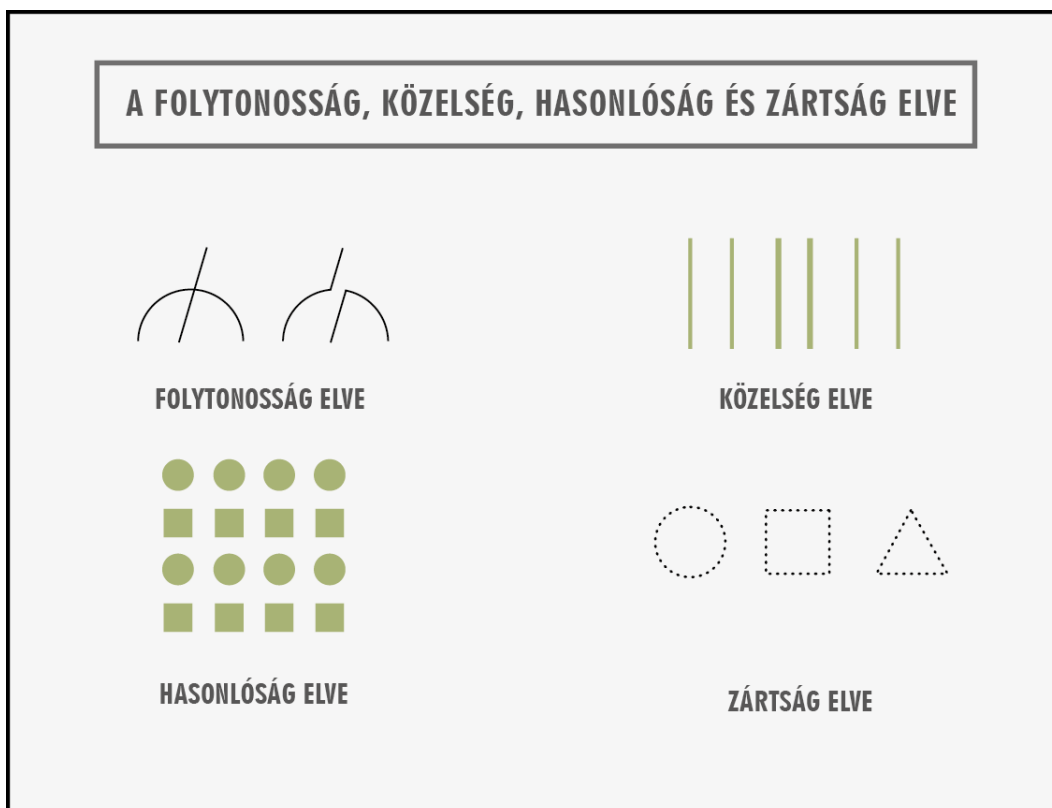 A FOLYTONOSSÁG, KÖZELSÉG, HASONLÓSÁG ÉS ZÁRTSÁG ELVE
FOLYTONOSSÁG ELVE
KÖZELSÉG ELVE
HASONLÓSÁG ELVE
ZÁRTSÁG ELVE